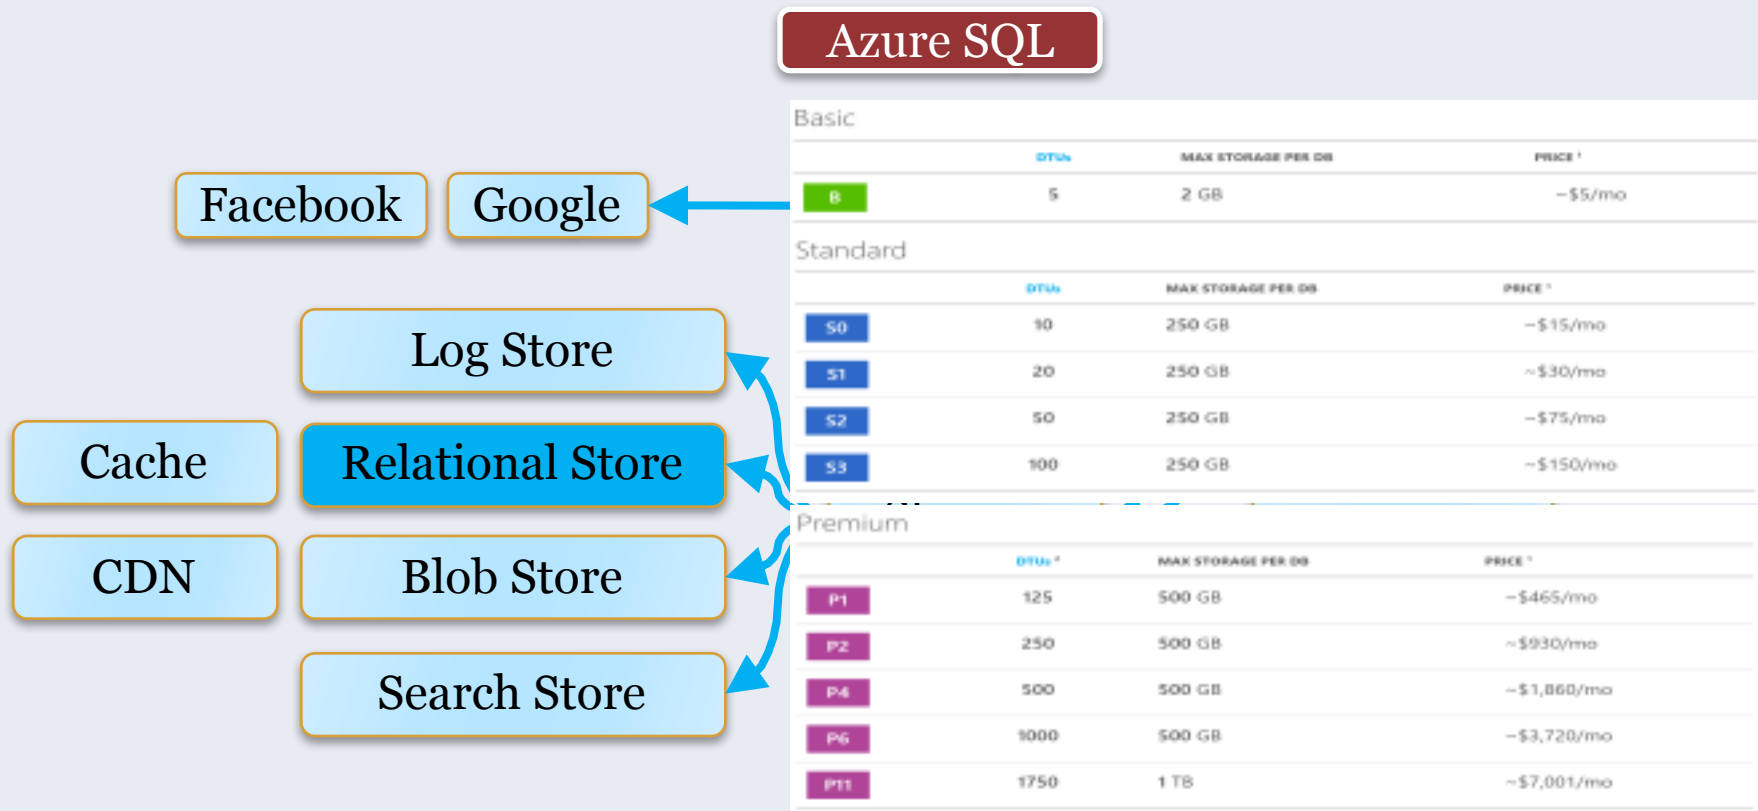 Azure SQL
Facebook
Google
Log Store
Cache
Relational Store
CDN
Blob Store
Search Store
Basic
DTUs MAX STORAGE PER DB PRICE ¹
B 5 2 GB ~$5/mo
Standard
DTUs MAX STORAGE PER DB PRICE ¹
S0 10 250 GB ~$15/mo
S1 20 250 GB ~$30/mo
S2 50 250 GB ~$75/mo
S3 100 250 GB ~$150/mo
Premium
DTUs ² MAX STORAGE PER DB PRICE ¹
P1 125 500 GB ~$465/mo
P2 250 500 GB ~$930/mo
P4 500 500 GB ~$1,860/mo
P6 1000 500 GB ~$3,720/mo
P11 1750 1 TB ~$7,001/mo